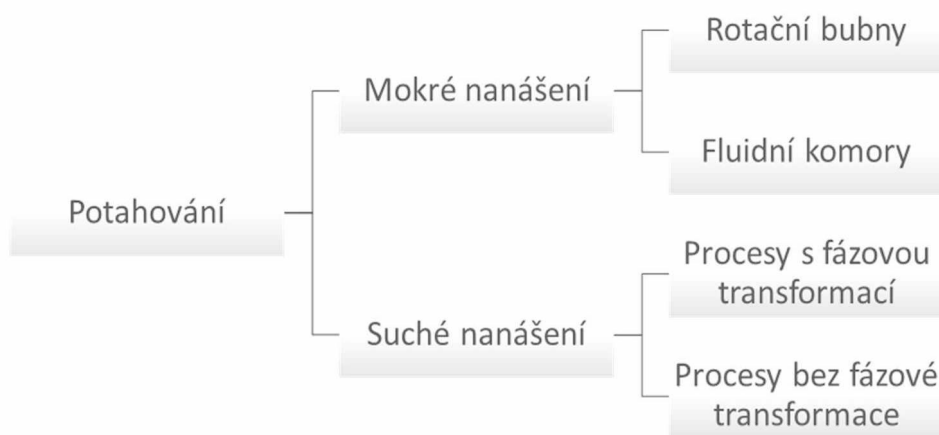 Potahování
Mokré nanášení
Rotační bubny
Fluidní komory
Suché nanášení
Procesy s fázovou
transformací
Procesy bez fázové
transformace